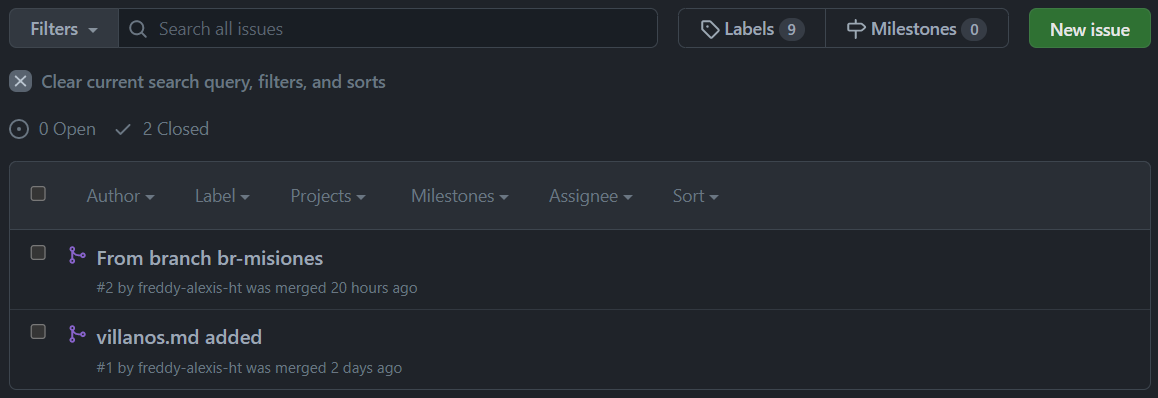 Filters Search all issues Labels 9 Milestones 0 New issue
Clear current search query, filters, and sorts
0 Open 2 Closed
Author Label Projects Milestones Assignee Sort
From branch br-misiones
#2 by freddy-alexis-ht was merged 20 hours ago
villanos.md added
#1 by freddy-alexis-ht was merged 2 days ago